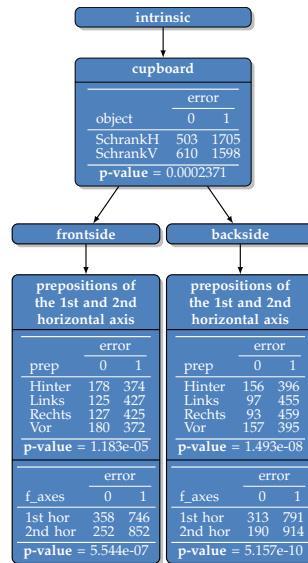 intrinsic
cupboard
error
object 0 1
SchrankH 503 1705
SchrankV 610 1598
p-value = 0.0002371
frontside
prepositions of
the 1st and 2nd
horizontal axis
error
prep 0 1
Hinter 178 374
Links 125 427
Rechts 127 425
Vor 180 372
p-value = 1.183e-05
error
f_axes 0 1
1st hor 358 746
2nd hor 252 852
p-value = 5.544e-07
backside
prepositions of
the 1st and 2nd
horizontal axis
error
prep 0 1
Hinter 156 396
Links 97 455
Rechts 93 459
Vor 157 395
p-value = 1.493e-08
error
f_axes 0 1
1st hor 313 791
2nd hor 190 914
p-value = 5.157e-10